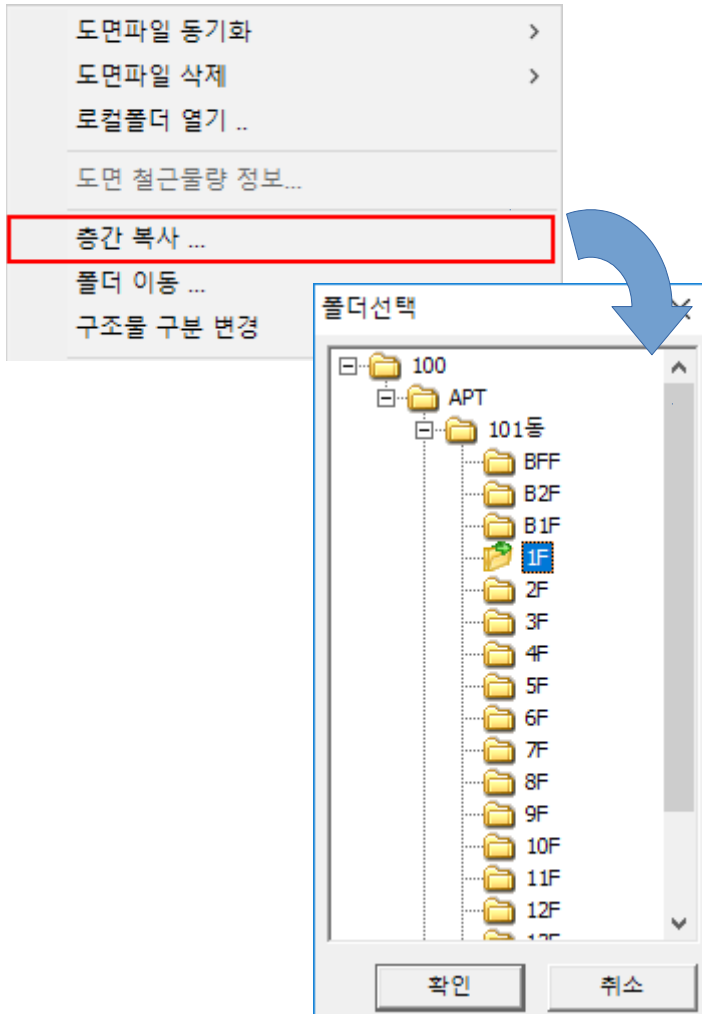 도면파일 동기화
도면파일 삭제
로컬폴더 열기 ..
도면 철근물량 정보...
층간 복사 ...
폴더 이동 ...
구조물 구분 변경
폴더선택
100
APT
101동
BFF
B2F
B1F
1F
2F
3F
4F
5F
6F
7F
8F
9F
10F
11F
12F
확인
취소